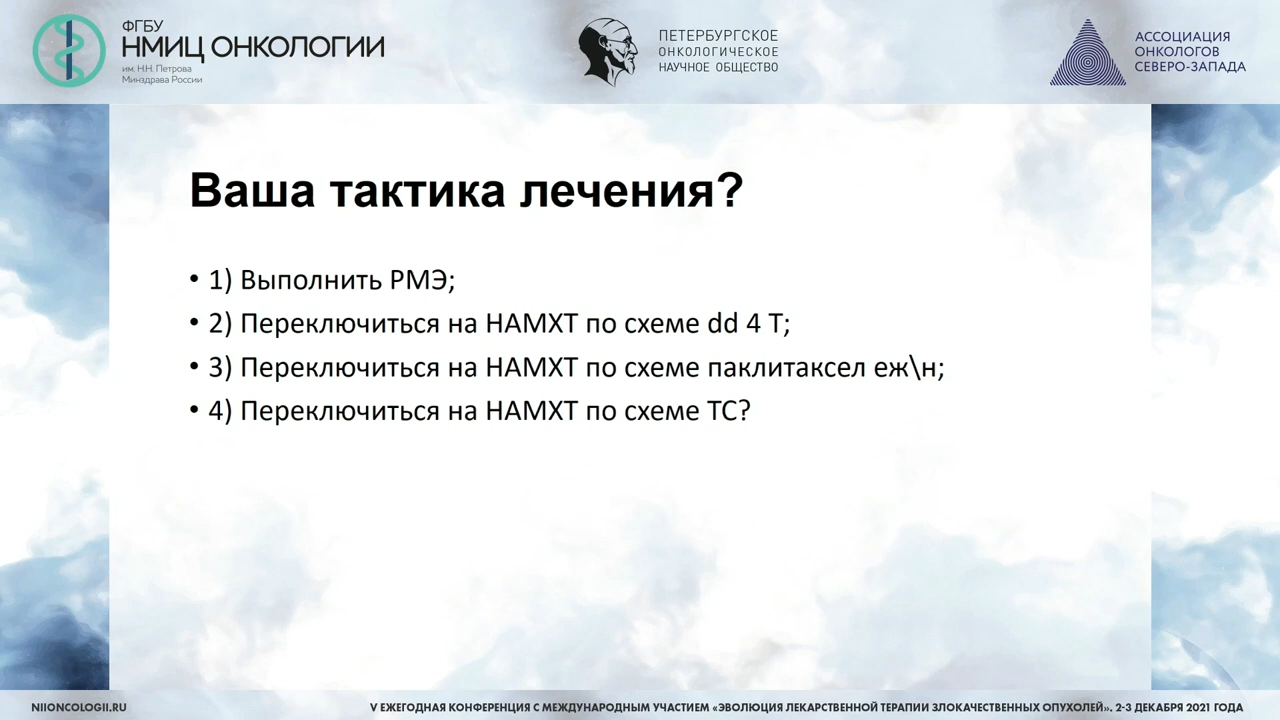 ФГБУ
НМИЦ ОНКОЛОГИИ
им. Н.Н. Петрова
Минздрава России
ПЕТЕРБУРГСКОЕ
ОНКОЛОГИЧЕСКОЕ
НАУЧНОЕ ОБЩЕСТВО
АССОЦИАЦИЯ
ОНКОЛОГОВ
СЕВЕРО-ЗАПАДА
Ваша тактика лечения?
• 1) Выполнить РМЭ;
• 2) Переключиться на НАМХТ по схеме dd 4 Т;
• 3) Переключиться на НАМХТ по схеме паклитаксел еж\н;
• 4) Переключиться на НАМХТ по схеме ТС?
NIIONCOLOGII.RU
V ЕЖЕГОДНАЯ КОНФЕРЕНЦИЯ С МЕЖДУНАРОДНЫМ УЧАСТИЕМ «ЭВОЛЮЦИЯ ЛЕКАРСТВЕННОЙ ТЕРАПИИ ЗЛОКАЧЕСТВЕННЫХ ОПУХОЛЕЙ». 2-3 ДЕКАБРЯ 2021 ГОДА